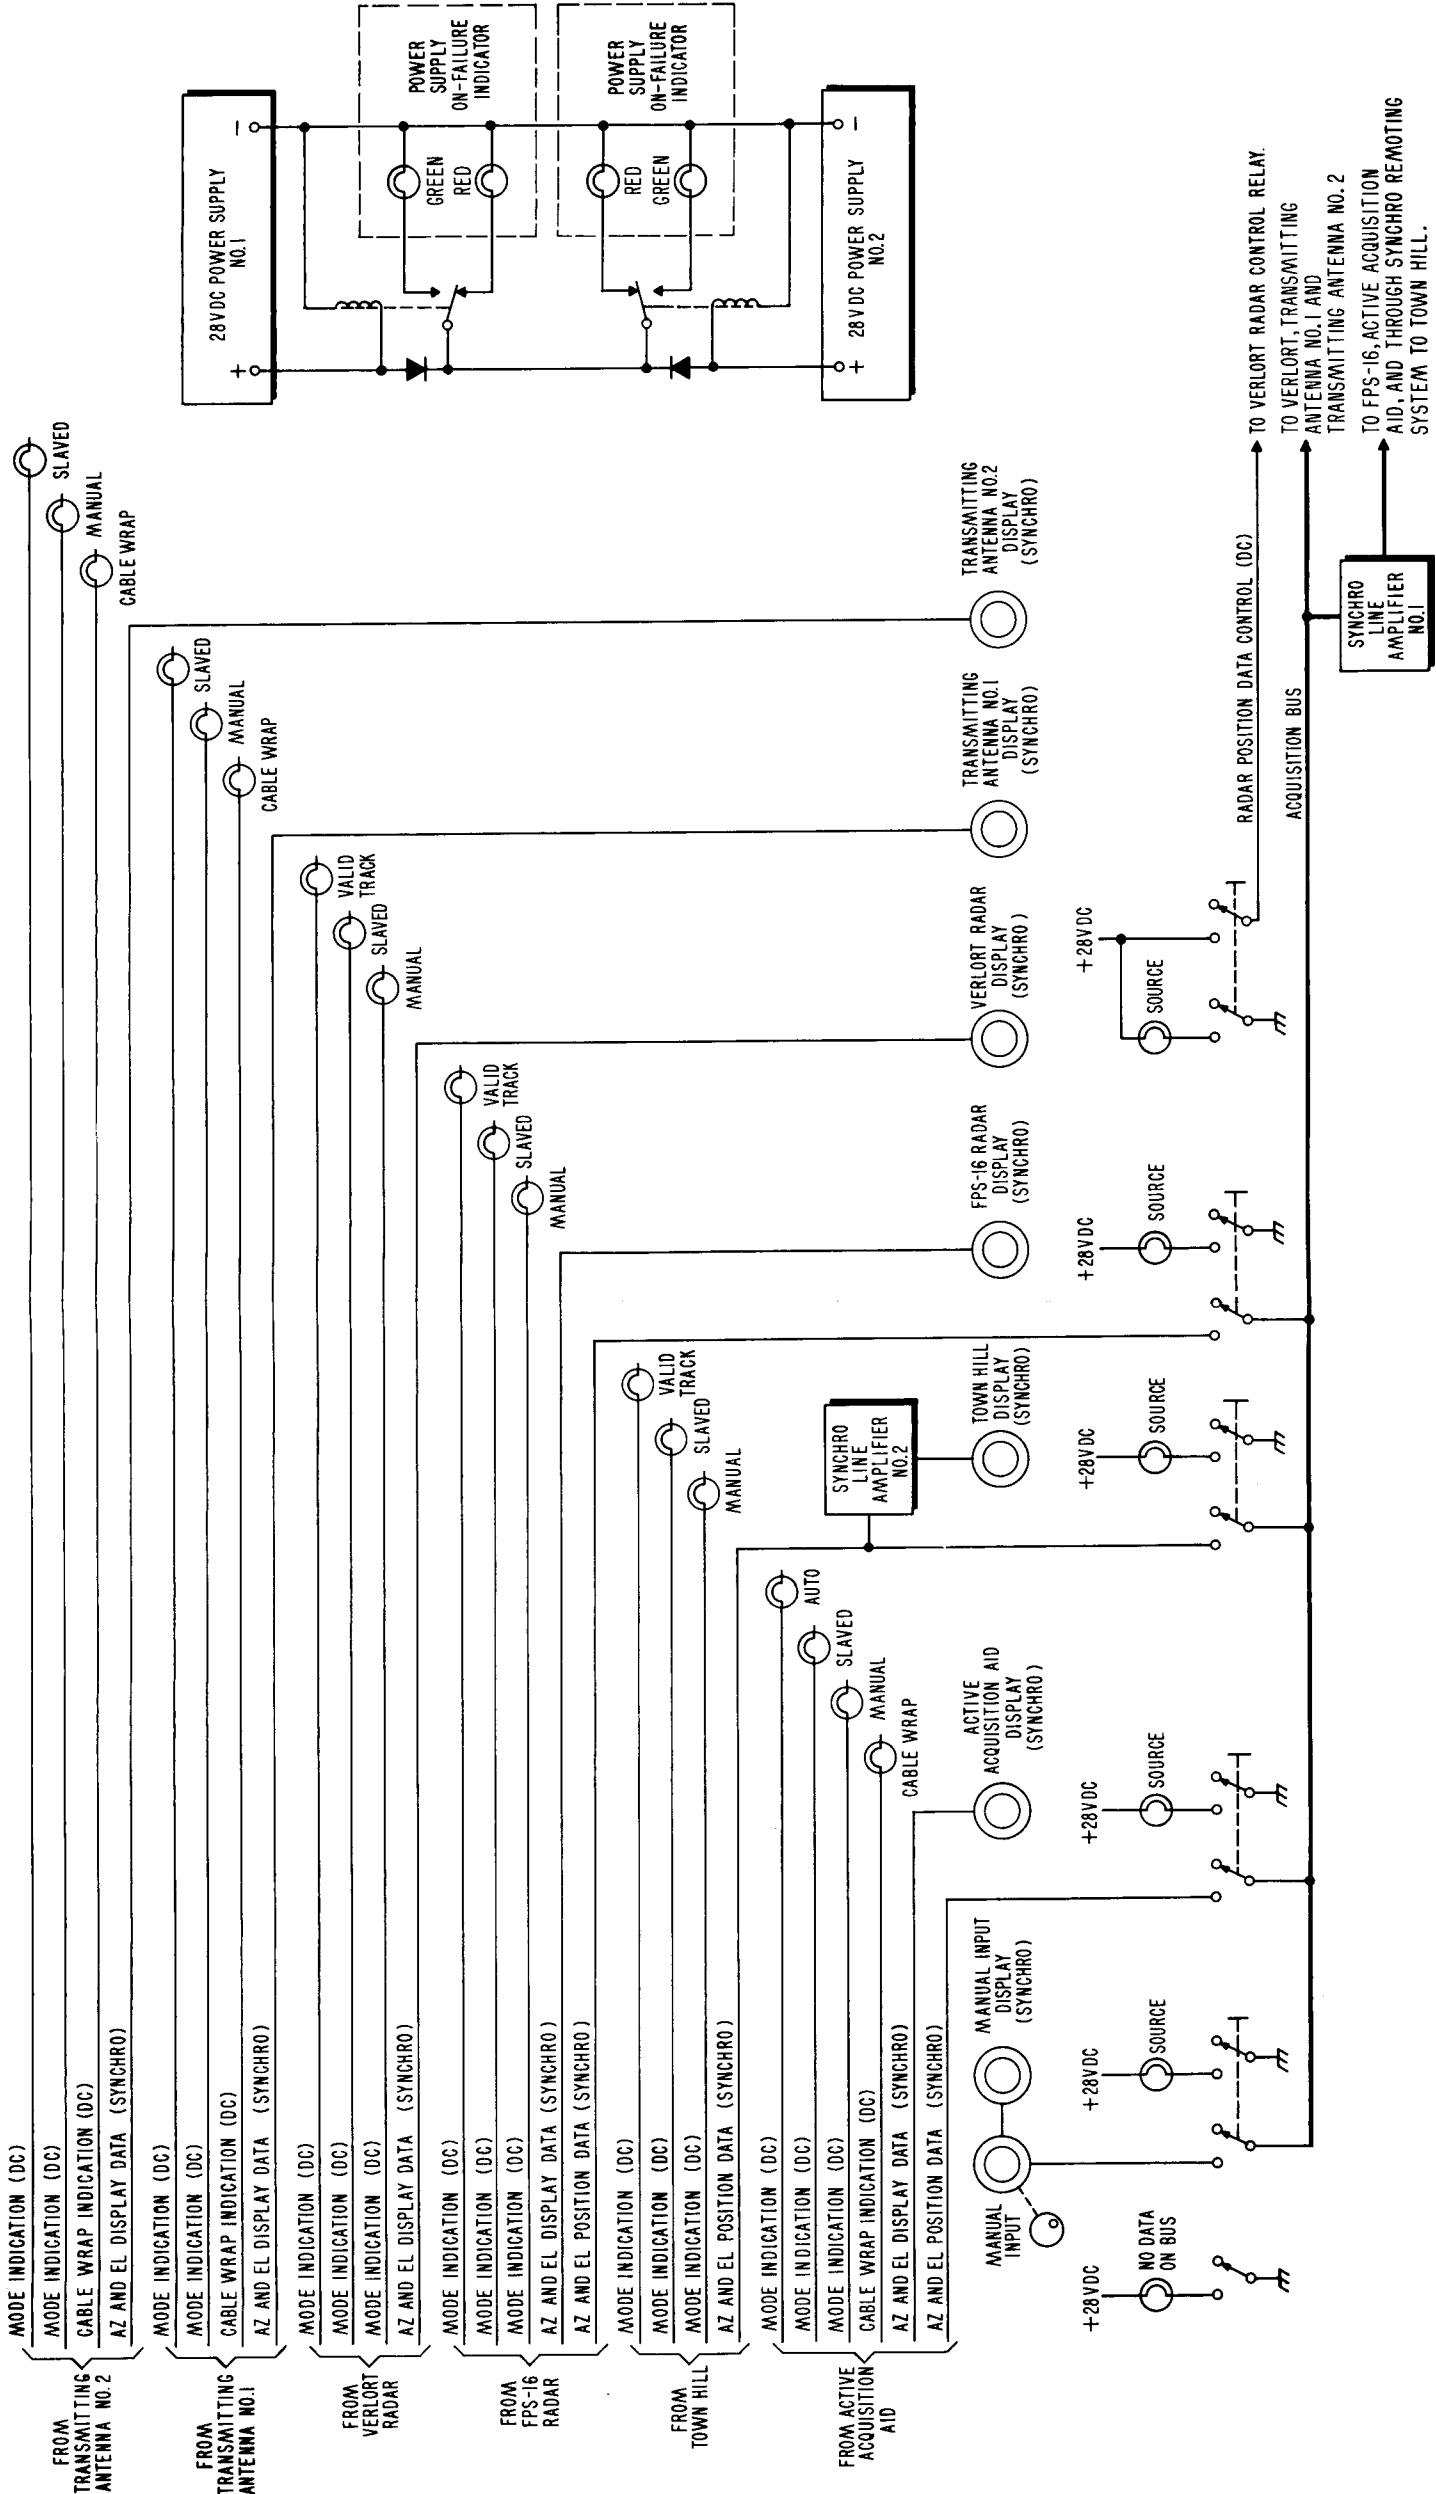 FROM
TRANSMITTING
ANTENNA NO. 2
MODE INDICATION (DC)
MODE INDICATION (DC)
CABLE WRAP INDICATION (DC)
AZ AND EL DISPLAY DATA (SYNCHRO)
SLAVED
MANUAL
CABLE WRAP
FROM
TRANSMITTING
ANTENNA NO.1
MODE INDICATION (DC)
MODE INDICATION (DC)
CABLE WRAP INDICATION (DC)
AZ AND EL DISPLAY DATA (SYNCHRO)
SLAVED
MANUAL
CABLE WRAP
FROM
VERLORT
RADAR
MODE INDICATION (DC)
MODE INDICATION (DC)
MODE INDICATION (DC)
AZ AND EL DISPLAY DATA (SYNCHRO)
VALID
TRACK
SLAVED
MANUAL
FROM
FPS-16
RADAR
MODE INDICATION (DC)
MODE INDICATION (DC)
MODE INDICATION (DC)
AZ AND EL DISPLAY DATA (SYNCHRO)
AZ AND EL POSITION DATA (SYNCHRO)
VALID
TRACK
SLAVED
MANUAL
FROM
TOWN HILL
MODE INDICATION (DC)
MODE INDICATION (DC)
MODE INDICATION (DC)
AZ AND EL POSITION DATA (SYNCHRO)
VALID
TRACK
SLAVED
MANUAL
FROM ACTIVE
ACQUISITION
AID
MODE INDICATION (DC)
MODE INDICATION (DC)
MODE INDICATION (DC)
CABLE WRAP INDICATION (DC)
AZ AND EL DISPLAY DATA (SYNCHRO)
AZ AND EL POSITION DATA (SYNCHRO)
AUTO
SLAVED
MANUAL
CABLE WRAP
28VDC POWER SUPPLY
NO.1
+
-
POWER
SUPPLY
ON-FAILURE
INDICATOR
GREEN
RED
POWER
SUPPLY
ON-FAILURE
INDICATOR
RED
GREEN
28VDC POWER SUPPLY
NO.2
+
-
SYNCHRO
LINE
AMPLIFIER
NO.2
MANUAL
INPUT
MANUAL INPUT
DISPLAY
(SYNCHRO)
ACTIVE
ACQUISITION AID
DISPLAY
(SYNCHRO)
TOWN HILL
DISPLAY
(SYNCHRO)
FPS-16 RADAR
DISPLAY
(SYNCHRO)
VERLORT RADAR
DISPLAY
(SYNCHRO)
TRANSMITTING
ANTENNA NO.1
DISPLAY
(SYNCHRO)
TRANSMITTING
ANTENNA NO.2
DISPLAY
(SYNCHRO)
+28VDC
NO DATA
ON BUS
+28VDC
SOURCE
+28VDC
SOURCE
+28VDC
SOURCE
+28VDC
SOURCE
+28VDC
SOURCE
RADAR POSITION DATA CONTROL (DC)
TO VERLORT RADAR CONTROL RELAY.
ACQUISITION BUS
TO VERLORT, TRANSMITTING
ANTENNA NO.1 AND
TRANSMITTING ANTENNA NO.2
SYNCHRO
LINE
AMPLIFIER
NO.1
TO FPS-16, ACTIVE ACQUISITION
AID, AND THROUGH SYNCHRO REMOTING
SYSTEM TO TOWN HILL.